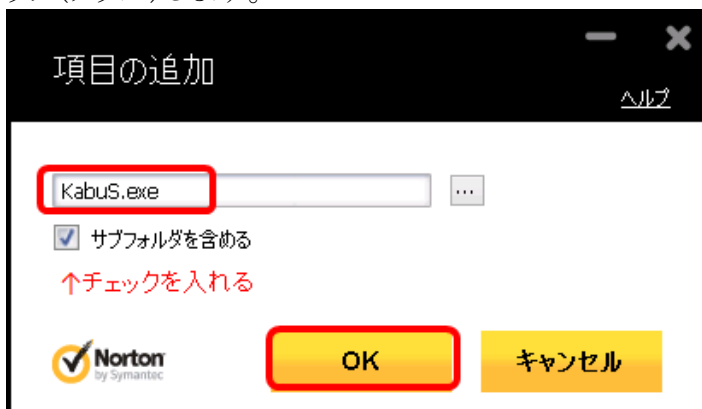 項目の追加
ヘルプ
KabuS.exe
...
サブフォルダを含める
↑チェックを入れる
Norton
by Symantec
OK
キャンセル